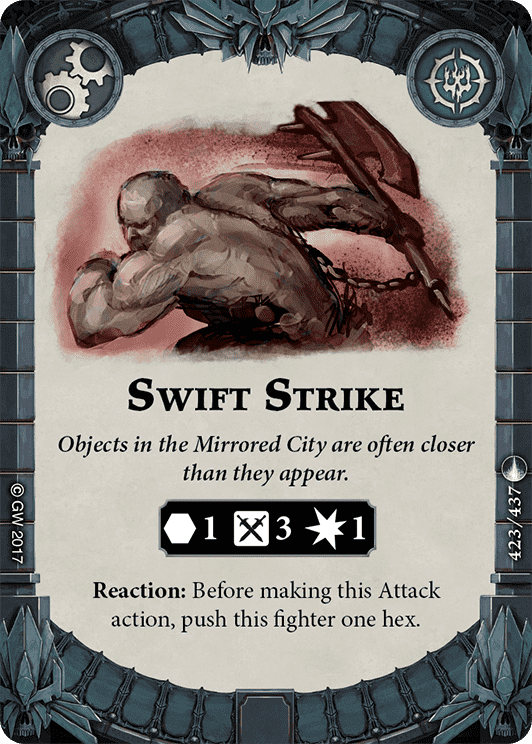 SWIFT STRIKE
Objects in the Mirrored City are often closer
than they appear.
1 3 1
Reaction: Before making this Attack
action, push this fighter one hex.
© GW 2017
423/437